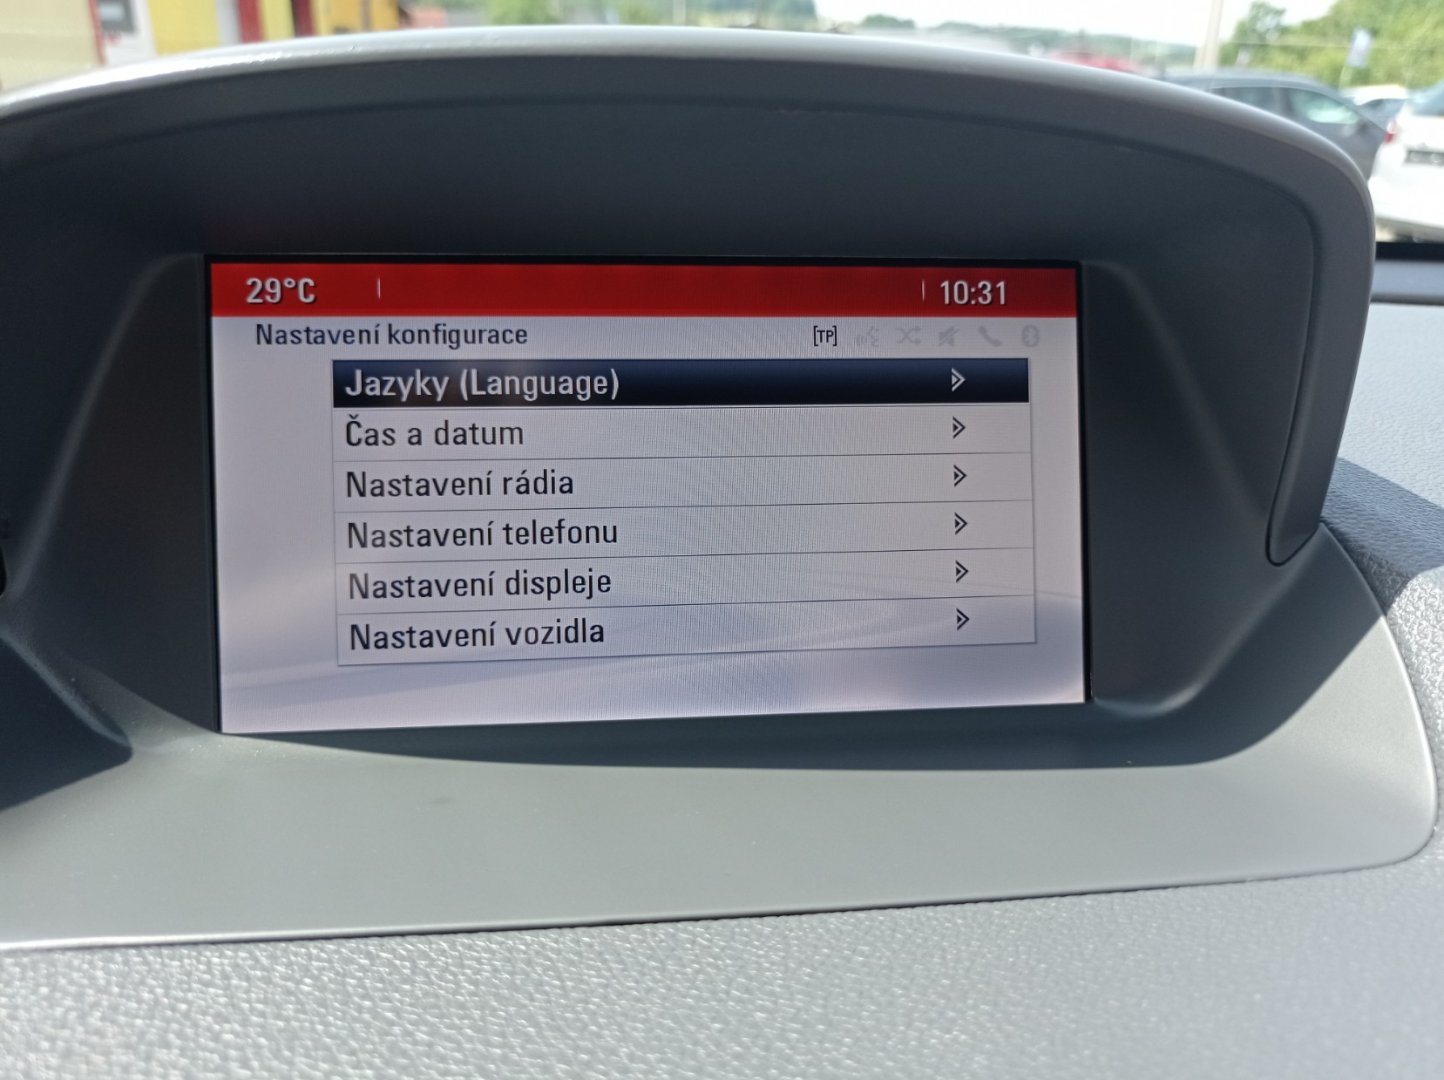 29°C 10:31
Nastavení konfigurace [TP]
Jazyky (Language)
Čas a datum
Nastavení rádia
Nastavení telefonu
Nastavení displeje
Nastavení vozidla